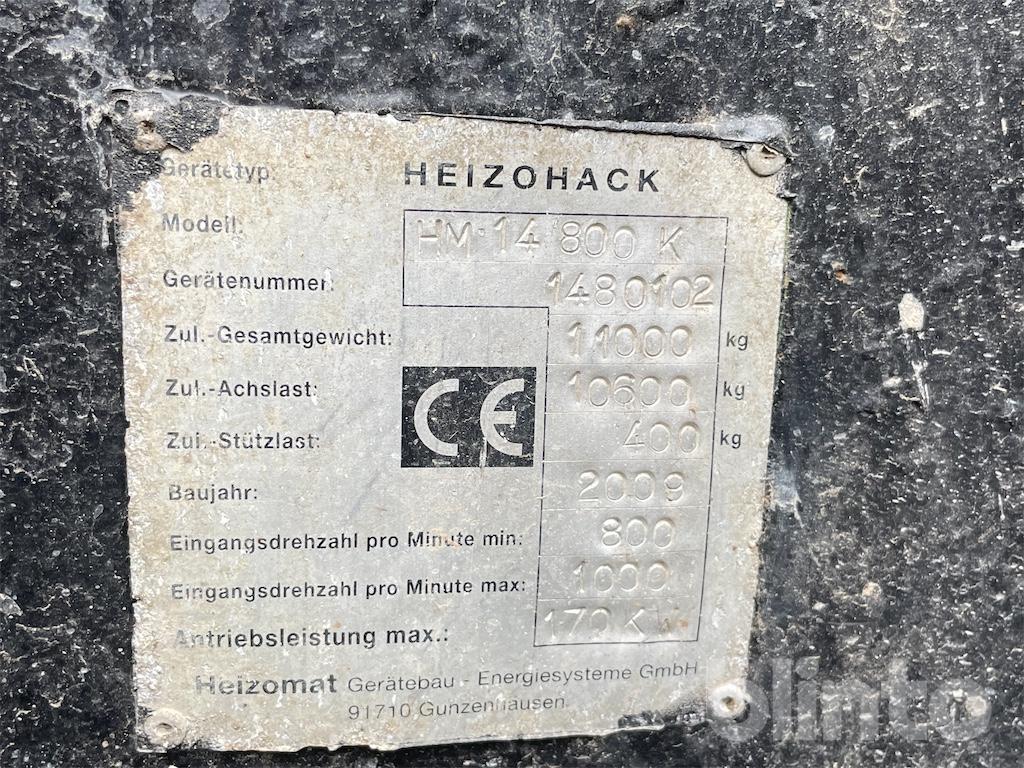 Gerätetyp: HEIZOHACK
Modell: HM 14 800 K
Gerätenummer: 1480102
Zul.-Gesamtgewicht: 11000 kg
Zul.-Achslast: 10600 kg
Zul.-Stützlast: 400 kg
CE
Baujahr: 2009
Eingangsdrehzahl pro Minute min: 800
Eingangsdrehzahl pro Minute max: 1000
Antriebsleistung max.: 170 KW
Heizomat Gerätebau - Energiesysteme GmbH
91710 Gunzenhausen
blinto